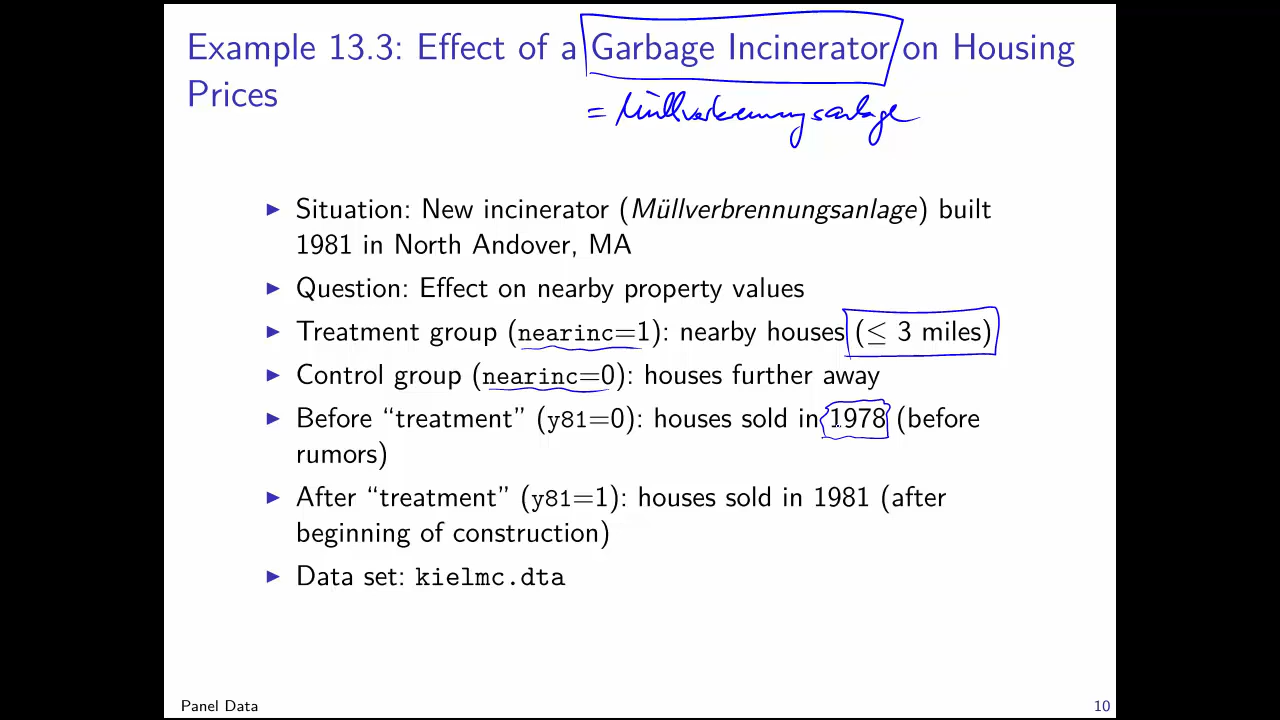 Example 13.3: Effect of a Garbage Incinerator on Housing
Prices
= Müllverbrennungsanlage
▶ Situation: New incinerator (Müllverbrennungsanlage) built
1981 in North Andover, MA
▶ Question: Effect on nearby property values
▶ Treatment group (nearinc=1): nearby houses (≤ 3 miles)
▶ Control group (nearinc=0): houses further away
▶ Before “treatment” (y81=0): houses sold in 1978 (before
rumors)
▶ After “treatment” (y81=1): houses sold in 1981 (after
beginning of construction)
▶ Data set: kielmc.dta
Panel Data
10